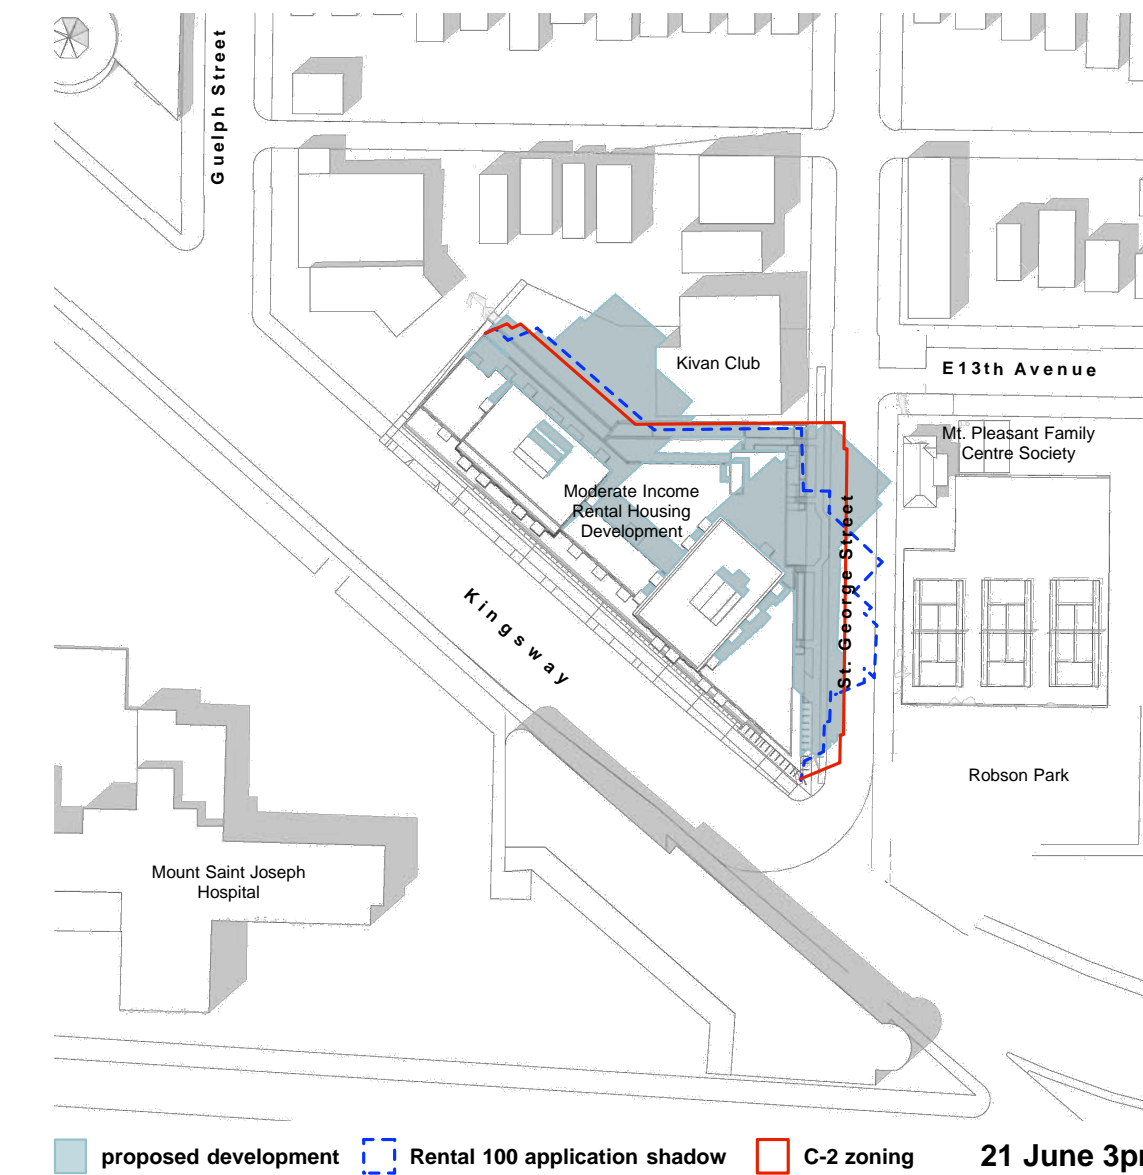 Guelph Street
Kivan Club
E13th Avenue
Mt. Pleasant Family
Centre Society
Moderate Income
Rental Housing
Development
St. George Street
Kingsway
Robson Park
Mount Saint Joseph
Hospital
proposed development
Rental 100 application shadow
C-2 zoning
21 June 3p